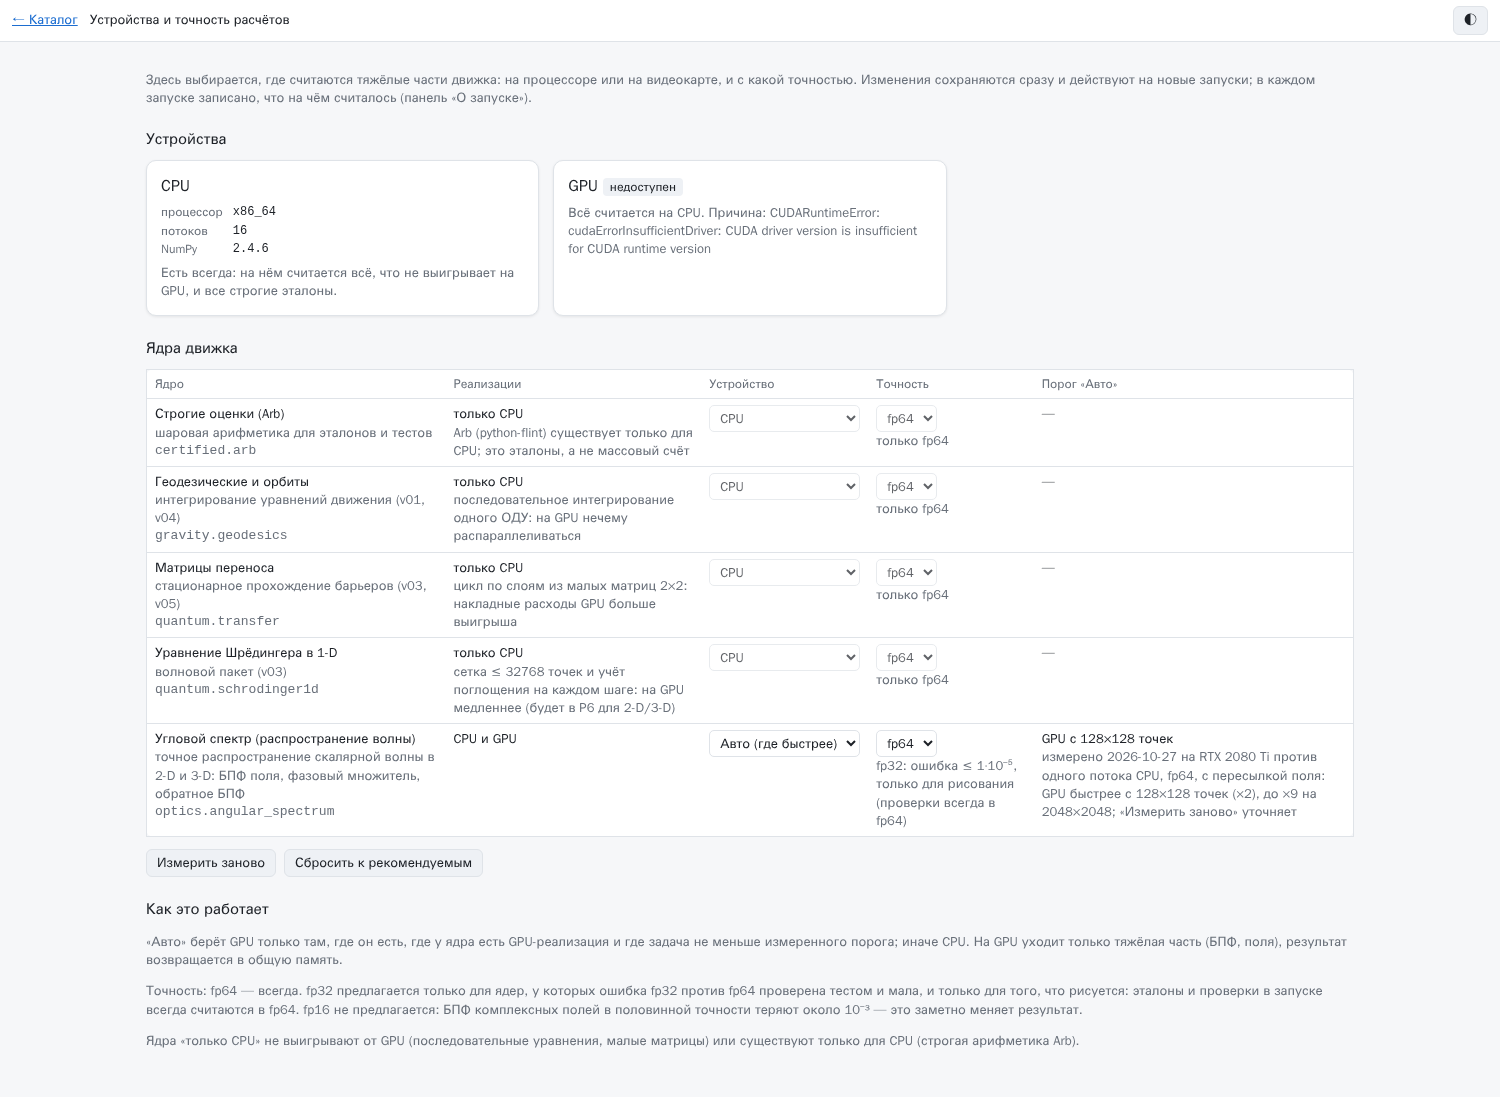 ← Каталог Устройства и точность расчётов
Здесь выбирается, где считаются тяжёлые части движка: на процессоре или на видеокарте, и с какой точностью. Изменения сохраняются сразу и действуют на новые запуски; в каждом
запуске записано, что на чём считалось (панель «О запуске»).
Устройства
CPU
процессор x86_64
потоков 16
NumPy 2.4.6
Есть всегда: на нём считается всё, что не выигрывает на
GPU, и все строгие эталоны.
GPU недоступен
Всё считается на CPU. Причина: CUDARuntimeError:
cudaErrorInsufficientDriver: CUDA driver version is insufficient
for CUDA runtime version
Ядра движка
Ядро Реализации Устройство Точность Порог «Авто»
Строгие оценки (Arb)
шаровая арифметика для эталонов и тестов
certified.arb
только CPU
Arb (python-flint) существует только для
CPU; это эталоны, а не массовый счёт
CPU
fp64
только fp64
—
Геодезические и орбиты
интегрирование уравнений движения (v01,
v04)
gravity.geodesics
только CPU
последовательное интегрирование
одного ОДУ: на GPU нечему
распараллеливаться
CPU
fp64
только fp64
—
Матрицы переноса
стационарное прохождение барьеров (v03,
v05)
quantum.transfer
только CPU
цикл по слоям из малых матриц 2×2:
накладные расходы GPU больше
выигрыша
CPU
fp64
только fp64
—
Уравнение Шрёдингера в 1-D
волновой пакет (v03)
quantum.schrodinger1d
только CPU
сетка ≤ 32768 точек и учёт
поглощения на каждом шаге: на GPU
медленнее (будет в P6 для 2-D/3-D)
CPU
fp64
только fp64
—
Угловой спектр (распространение волны)
точное распространение скалярной волны в
2-D и 3-D: БПФ поля, фазовый множитель,
обратное БПФ
optics.angular_spectrum
CPU и GPU
Авто (где быстрее)
fp64
fp32: ошибка ≤ 1·10⁻⁵,
только для рисования
(проверки всегда в
fp64)
GPU с 128×128 точек
измерено 2026-10-27 на RTX 2080 Ti против
одного потока CPU, fp64, с пересылкой поля:
GPU быстрее с 128×128 точек (×2), до ×9 на
2048×2048; «Измерить заново» уточняет
Измерить заново Сбросить к рекомендуемым
Как это работает
«Авто» берёт GPU только там, где он есть, где у ядра есть GPU-реализация и где задача не меньше измеренного порога; иначе CPU. На GPU уходит только тяжёлая часть (БПФ, поля), результат
возвращается в общую память.
Точность: fp64 — всегда. fp32 предлагается только для ядер, у которых ошибка fp32 против fp64 проверена тестом и мала, и только для того, что рисуется: эталоны и проверки в запуске
всегда считаются в fp64. fp16 не предлагается: БПФ комплексных полей в половинной точности теряют около 10⁻³ — это заметно меняет результат.
Ядра «только CPU» не выигрывают от GPU (последовательные уравнения, малые матрицы) или существуют только для CPU (строгая арифметика Arb).